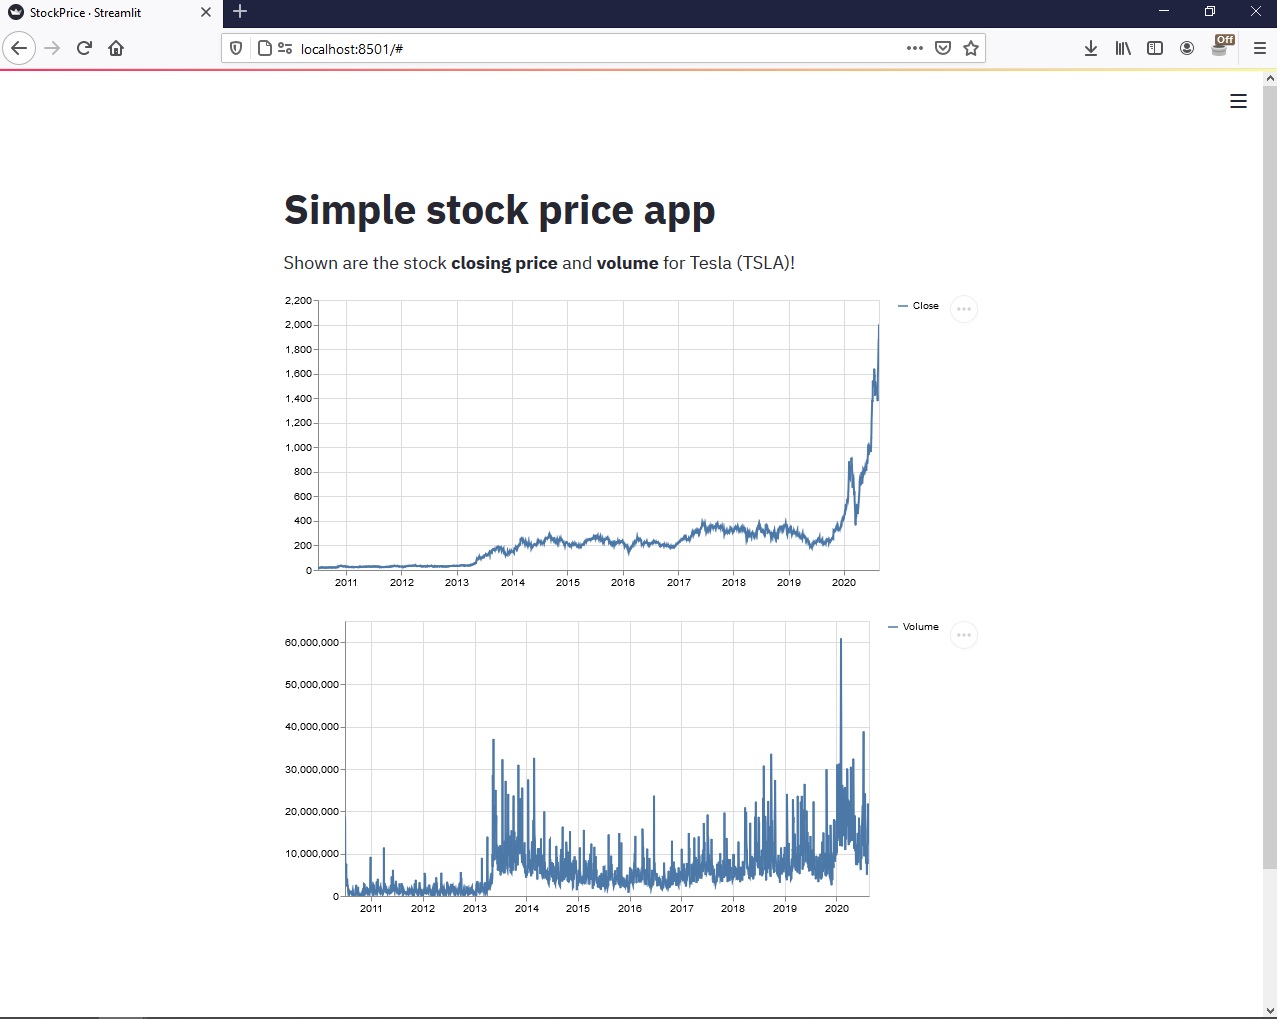 StockPrice · Streamlit
localhost:8501/#
Off
Simple stock price app
Shown are the stock closing price and volume for Tesla (TSLA)!
2,200
2,000
1,800
1,600
1,400
1,200
1,000
800
600
400
200
0
2011 2012 2013 2014 2015 2016 2017 2018 2019 2020
Close
60,000,000
50,000,000
40,000,000
30,000,000
20,000,000
10,000,000
0
2011 2012 2013 2014 2015 2016 2017 2018 2019 2020
Volume